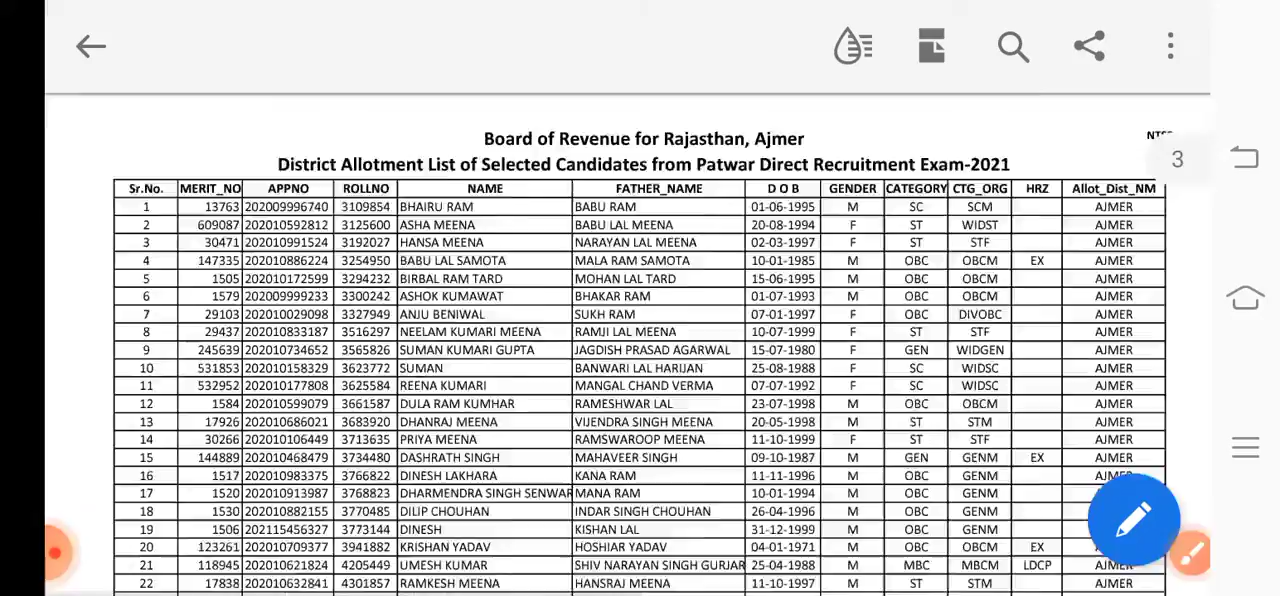 Board of Revenue for Rajasthan, Ajmer
District Allotment List of Selected Candidates from Patwar Direct Recruitment Exam-2021
3
Sr.No. MERIT_NO APPNO ROLLNO NAME FATHER_NAME D O B GENDER CATEGORY CTG_ORG HRZ Allot_Dist_NM
1 13763 202009996740 3109854 BHAIRU RAM BABU RAM 01-06-1995 M SC SCM AJMER
2 609087 202010592812 3125600 ASHA MEENA BABU LAL MEENA 20-08-1994 F ST WIDST AJMER
3 30471 202010991524 3192027 HANSA MEENA NARAYAN LAL MEENA 02-03-1997 F ST STF AJMER
4 147335 202010886224 3254950 BABU LAL SAMOTA MALA RAM SAMOTA 10-01-1985 M OBC OBCM EX AJMER
5 1505 202010172599 3294232 BIRBAL RAM TARD MOHAN LAL TARD 15-06-1995 M OBC OBCM AJMER
6 1579 202009999233 3300242 ASHOK KUMAWAT BHAKAR RAM 01-07-1993 M OBC OBCM AJMER
7 29103 202010029098 3327949 ANJU BENIWAL SUKH RAM 07-01-1997 F OBC DIVOBC AJMER
8 29437 202010833187 3516297 NEELAM KUMARI MEENA RAMJI LAL MEENA 10-07-1999 F ST STF AJMER
9 245639 202010734652 3565826 SUMAN KUMARI GUPTA JAGDISH PRASAD AGARWAL 15-07-1980 F GEN WIDGEN AJMER
10 531853 202010158329 3623772 SUMAN BANWARI LAL HARIJAN 25-08-1988 F SC WIDSC AJMER
11 532952 202010177808 3625584 REENA KUMARI MANGAL CHAND VERMA 07-07-1992 F SC WIDSC AJMER
12 1584 202010599079 3661587 DULA RAM KUMHAR RAMESHWAR LAL 23-07-1998 M OBC OBCM AJMER
13 17926 202010686021 3683920 DHANRAJ MEENA VIJENDRA SINGH MEENA 20-05-1998 M ST STM AJMER
14 30266 202010106449 3713635 PRIYA MEENA RAMSWAROOP MEENA 11-10-1999 F ST STF AJMER
15 144889 202010468479 3734480 DASHRATH SINGH MAHAVEER SINGH 09-10-1987 M GEN GENM EX AJMER
16 1517 202010983375 3766822 DINESH LAKHARA KANA RAM 11-11-1996 M OBC GENM AJMER
17 1520 202010913987 3768823 DHARMENDRA SINGH SENWAR MANA RAM 10-01-1994 M OBC GENM
18 1530 202010882155 3770485 DILIP CHOUHAN INDAR SINGH CHOUHAN 26-04-1996 M OBC GENM
19 1506 202115456327 3773144 DINESH KISHAN LAL 31-12-1999 M OBC GENM
20 123261 202010709377 3941882 KRISHAN YADAV HOSHIAR YADAV 04-01-1971 M OBC OBCM EX
21 118945 202010621824 4205449 UMESH KUMAR SHIV NARAYAN SINGH GURJAR 25-04-1988 M MBC MBCM LDCP AJMER
22 17838 202010632841 4301857 RAMKESH MEENA HANSRAJ MEENA 11-10-1997 M ST STM AJMER